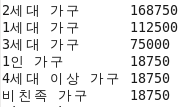 2세대 가구 168750
1세대 가구 112500
3세대 가구 75000
1인 가구 18750
4세대 이상 가구 18750
비친족 가구 18750